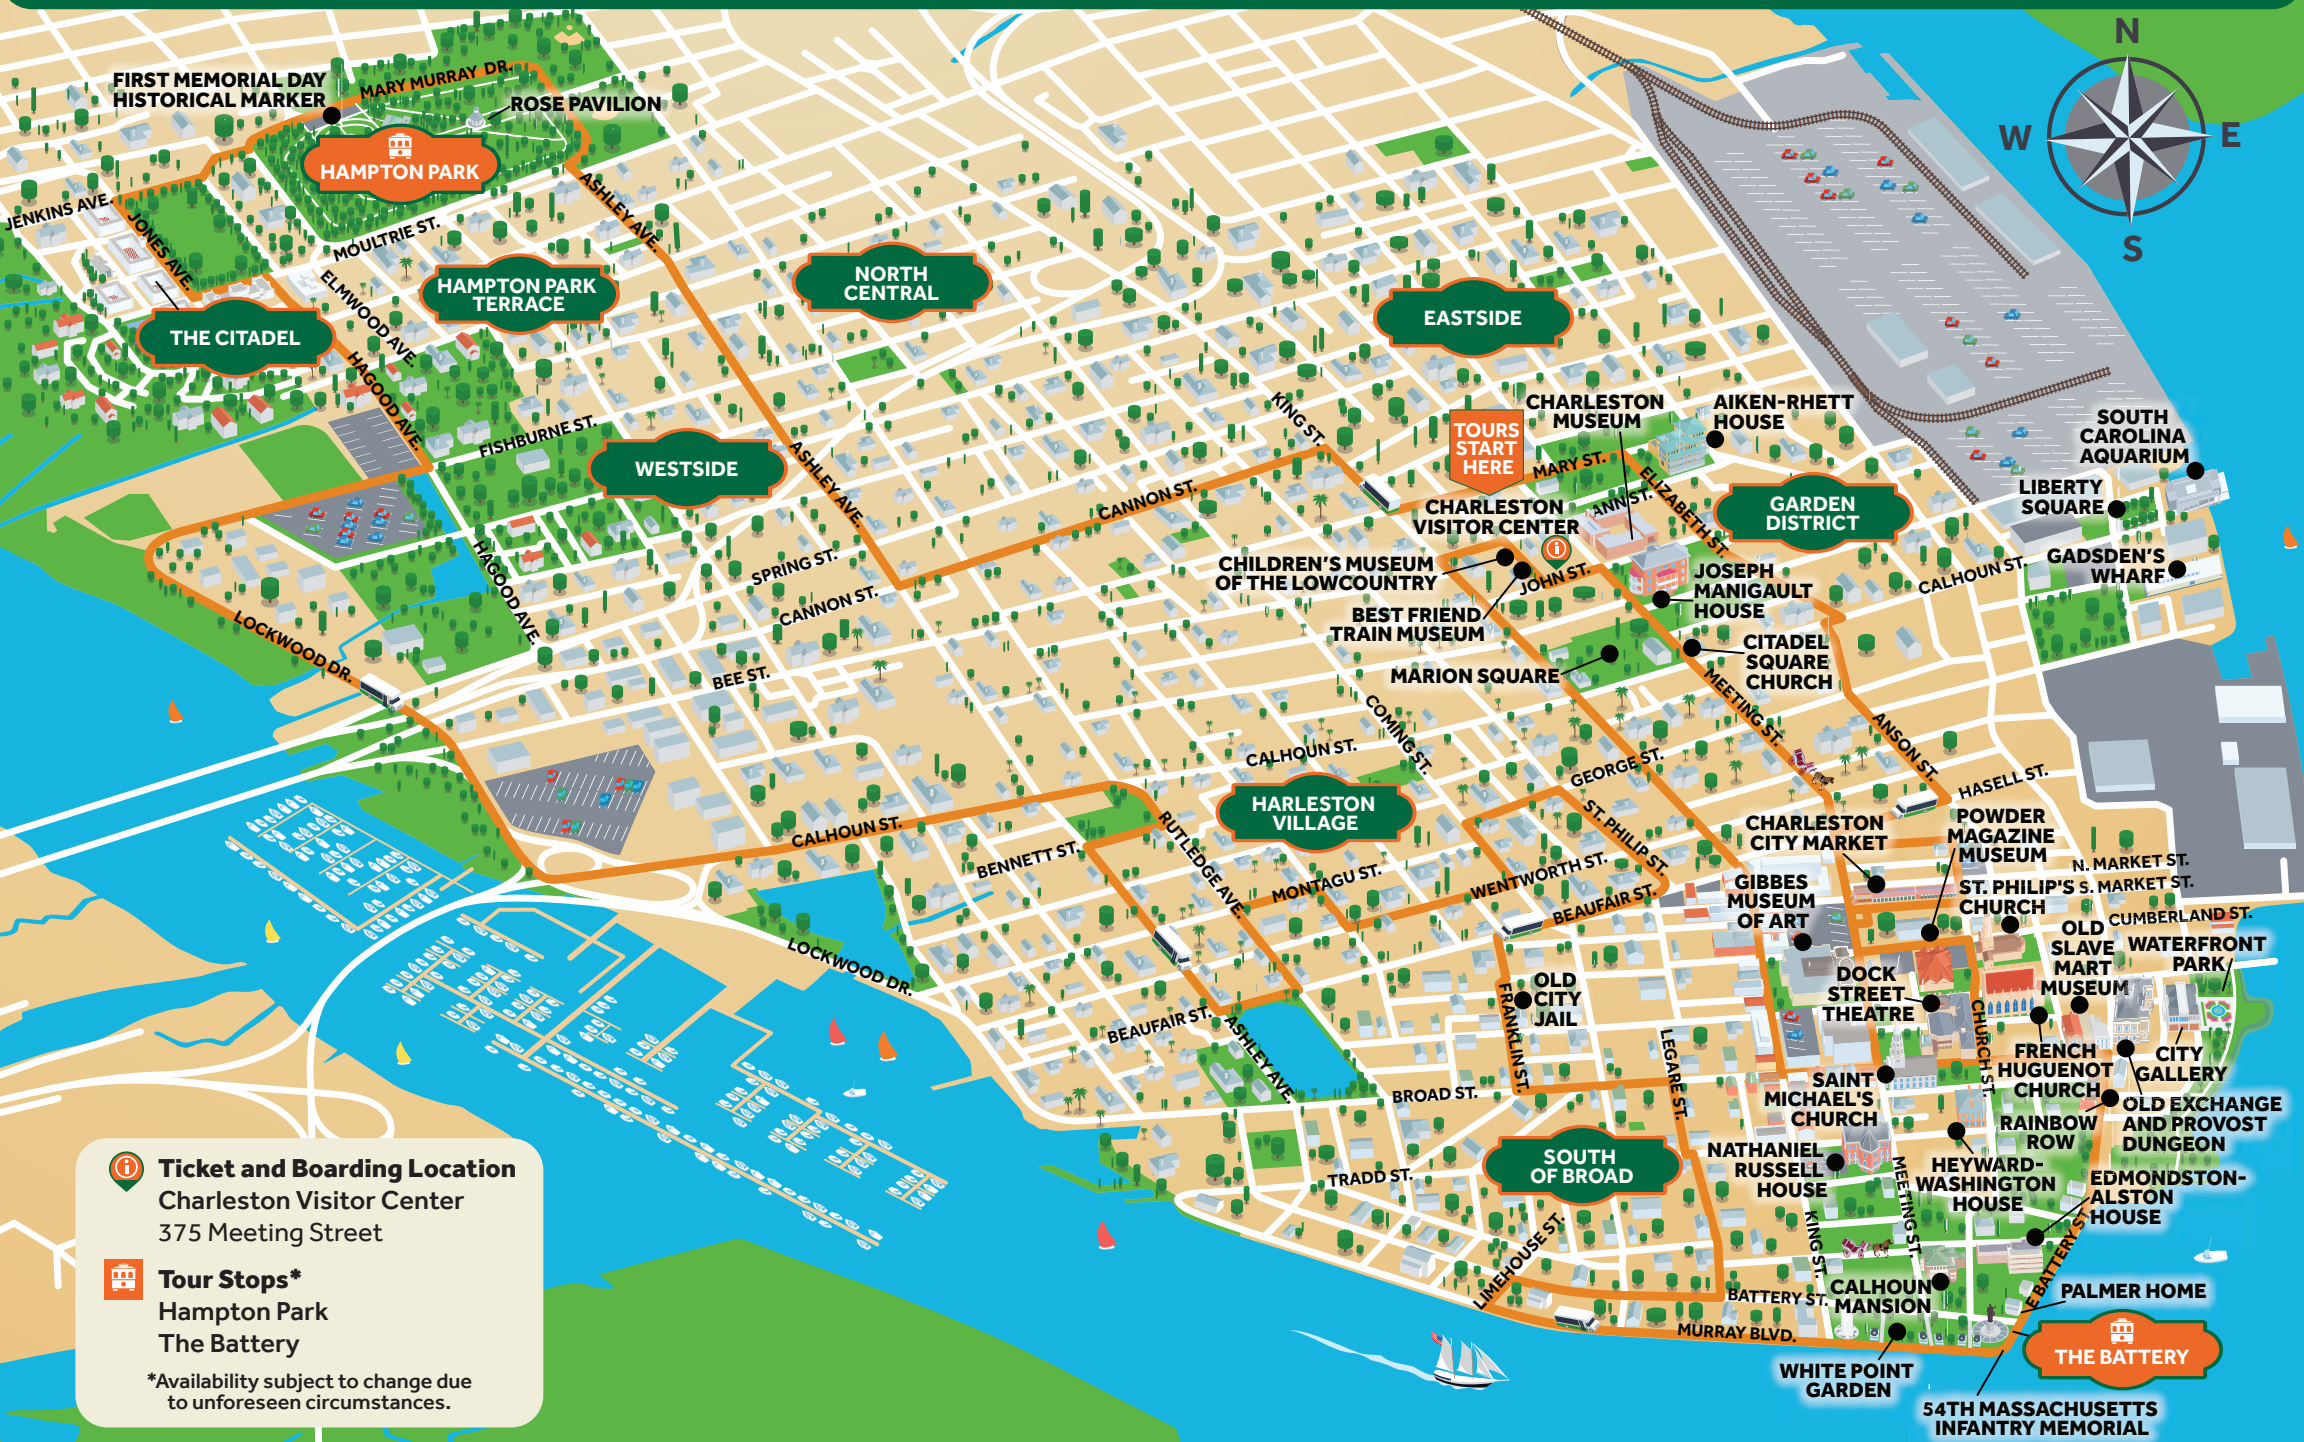 N
W
E
S
FIRST MEMORIAL DAY
HISTORICAL MARKER
MARY MURRAY DR.
ROSE PAVILION
HAMPTON PARK
JENKINS AVE.
JONES AVE.
MOULTRIE ST.
ASHLEY AVE.
ELMWOOD AVE.
HAMPTON PARK
TERRACE
NORTH
CENTRAL
EASTSIDE
THE CITADEL
HAGOOD AVE.
FISHBURNE ST.
WESTSIDE
ASHLEY AVE.
KING ST.
CANNON ST.
TOURS
START
HERE
CHARLESTON
MUSEUM
AIKEN-RHETT
HOUSE
MARY ST.
ANN ST.
ELIZABETH ST.
GARDEN
DISTRICT
SOUTH
CAROLINA
AQUARIUM
LIBERTY
SQUARE
GADSDEN'S
WHARF
CALHOUN ST.
CHARLESTON
VISITOR CENTER
CHILDREN'S MUSEUM
OF THE LOWCOUNTRY
JOHN ST.
BEST FRIEND
TRAIN MUSEUM
JOSEPH
MANIGAULT
HOUSE
CITADEL
SQUARE
CHURCH
MARION SQUARE
HAGOOD AVE.
SPRING ST.
CANNON ST.
LOCKWOOD DR.
BEE ST.
COMING ST.
MEETING ST.
ANSON ST.
CALHOUN ST.
GEORGE ST.
HASELL ST.
HARLESTON
VILLAGE
ST. PHILIP ST.
CALHOUN ST.
RUTLEDGE AVE.
BENNETT ST.
MONTAGU ST.
WENTWORTH ST.
BEAUFAIR ST.
CHARLESTON
CITY MARKET
POWDER
MAGAZINE
MUSEUM
N. MARKET ST.
S. MARKET ST.
CUMBERLAND ST.
GIBBES
MUSEUM
OF ART
ST. PHILIP'S
CHURCH
OLD
SLAVE
MART
MUSEUM
WATERFRONT
PARK
LOCKWOOD DR.
OLD
CITY
JAIL
FRANKLIN ST.
DOCK
STREET
THEATRE
CHURCH ST.
BEAUFAIR ST.
ASHLEY AVE.
LEGARE ST.
BROAD ST.
FRENCH
HUGUENOT
CHURCH
CITY
GALLERY
SAINT
MICHAEL'S
CHURCH
RAINBOW
ROW
OLD EXCHANGE
AND PROVOST
DUNGEON
SOUTH
OF BROAD
TRADD ST.
NATHANIEL
RUSSELL
HOUSE
MEETING ST.
HEYWARD-
WASHINGTON
HOUSE
EDMONDSTON-
ALSTON
HOUSE
KING ST.
LIMEHOUSE ST.
BATTERY ST.
CALHOUN
MANSION
E BATTERY ST.
PALMER HOME
MURRAY BLVD.
THE BATTERY
WHITE POINT
GARDEN
54TH MASSACHUSETTS
INFANTRY MEMORIAL
Ticket and Boarding Location
Charleston Visitor Center
375 Meeting Street
Tour Stops*
Hampton Park
The Battery
*Availability subject to change due
to unforeseen circumstances.